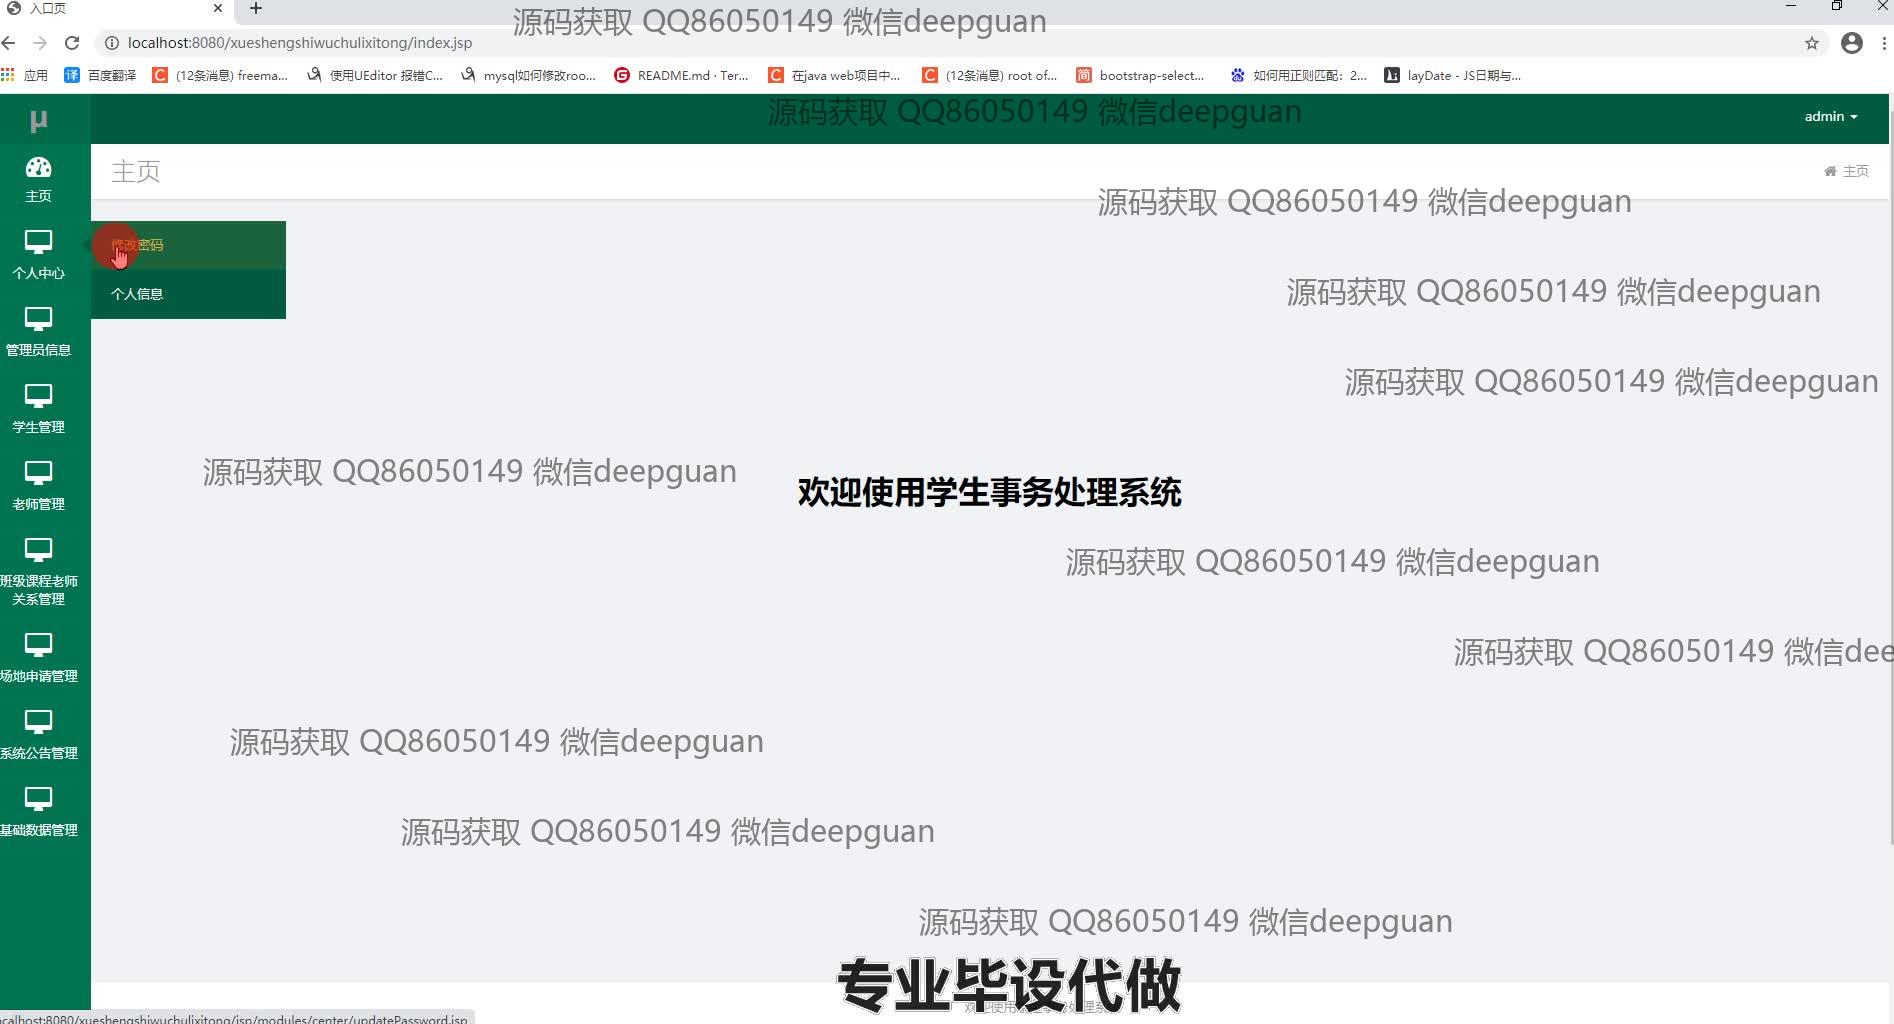 入口页
源码获取 QQ86050149 微信deepguan
localhost:8080/xueshengshiwuchulixitong/index.jsp
应用
译 百度翻译
(12条消息) freema...
使用UEditor 报错C...
mysql如何修改roo...
README.md · Ter...
在java web项目中...
(12条消息) root of...
简 bootstrap-select...
如何用正则匹配：2...
layDate - JS日期与...
源码获取 QQ86050149 微信deepguan
μ
admin
主页
主页
主页
源码获取 QQ86050149 微信deepguan
修改密码
个人中心
个人信息
源码获取 QQ86050149 微信deepguan
管理员信息
源码获取 QQ86050149 微信deepguan
学生管理
源码获取 QQ86050149 微信deepguan
欢迎使用学生事务处理系统
老师管理
源码获取 QQ86050149 微信deepguan
班级课程老师
关系管理
源码获取 QQ86050149 微信dee
场地申请管理
源码获取 QQ86050149 微信deepguan
系统公告管理
源码获取 QQ86050149 微信deepguan
基础数据管理
源码获取 QQ86050149 微信deepguan
专业毕设代做
ocalhost:8080/xueshengshiwuchulixitong/jsp/modules/center/updatePassword.jsp